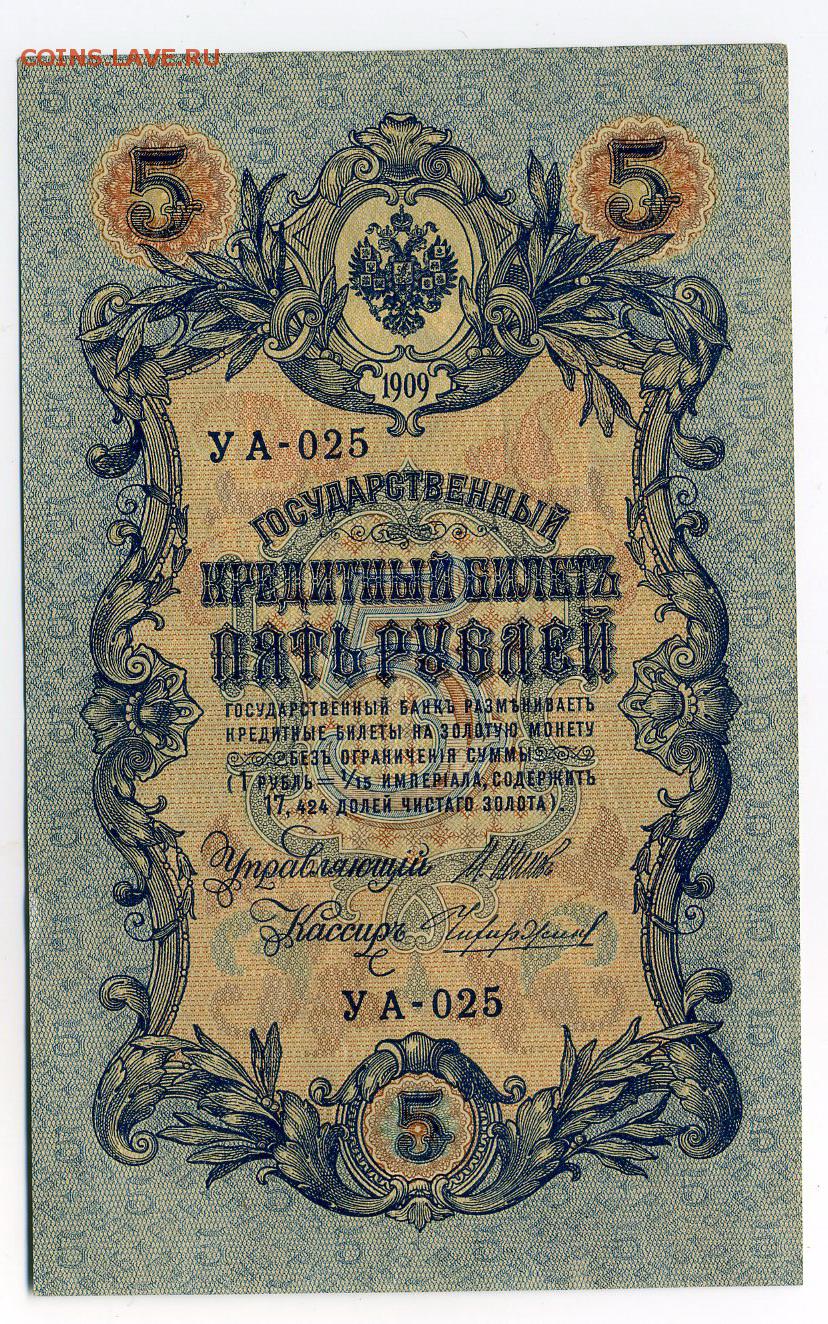 COINS.LAVE.RU
5 5
1909
УА-025
ГОСУДАРСТВЕННЫЙ
КРЕДИТНЫЙ БИЛЕТЪ
ПЯТЬ РУБЛЕЙ
5
ГОСУДАРСТВЕННЫЙ БАНКЪ РАЗМѢНИВАЕТЪ
КРЕДИТНЫЕ БИЛЕТЫ НА ЗОЛОТУЮ МОНЕТУ
БЕЗЪ ОГРАНИЧЕНІЯ СУММЫ
(1 РУБЛЬ = 1/15 ИМПЕРІАЛА, СОДЕРЖИТЪ
17,424 ДОЛЕЙ ЧИСТАГО ЗОЛОТА).
Управляющій
Кассиръ
УА-025
5